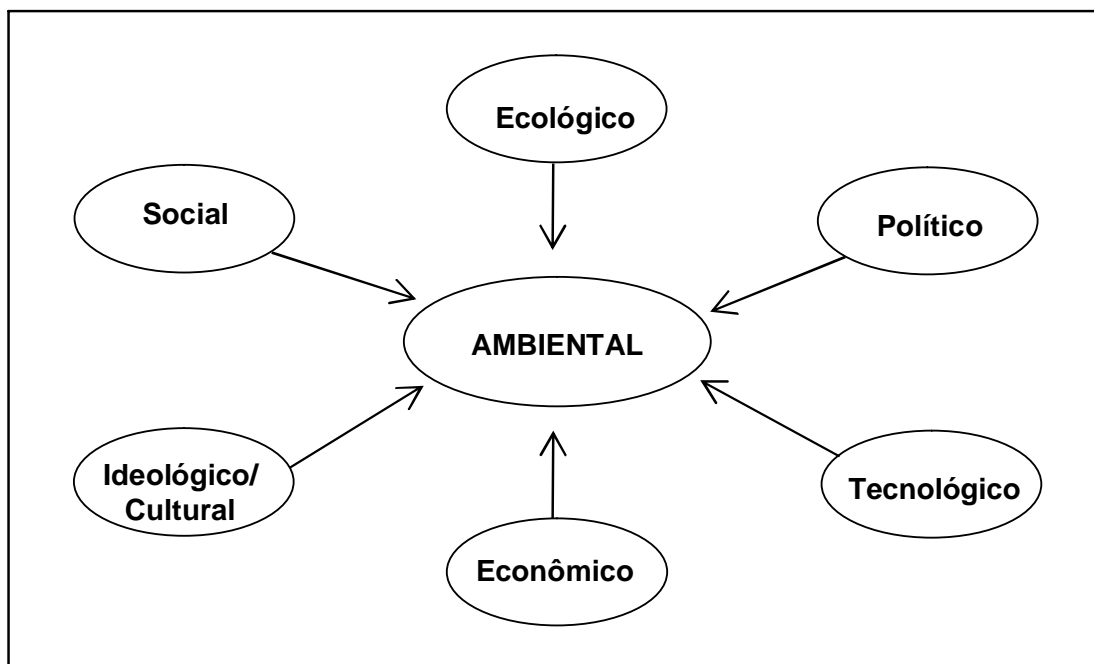 Ecológico
Social
Político
AMBIENTAL
Ideológico/
Cultural
Tecnológico
Econômico